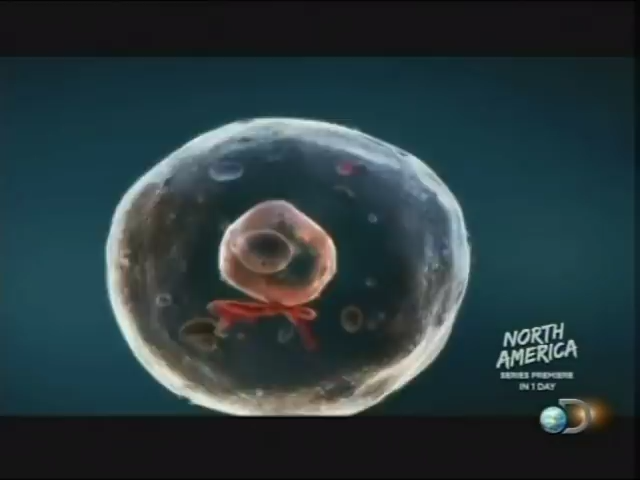 NORTH
AMERICA
SERIES PREMIERE
IN 1 DAY
D